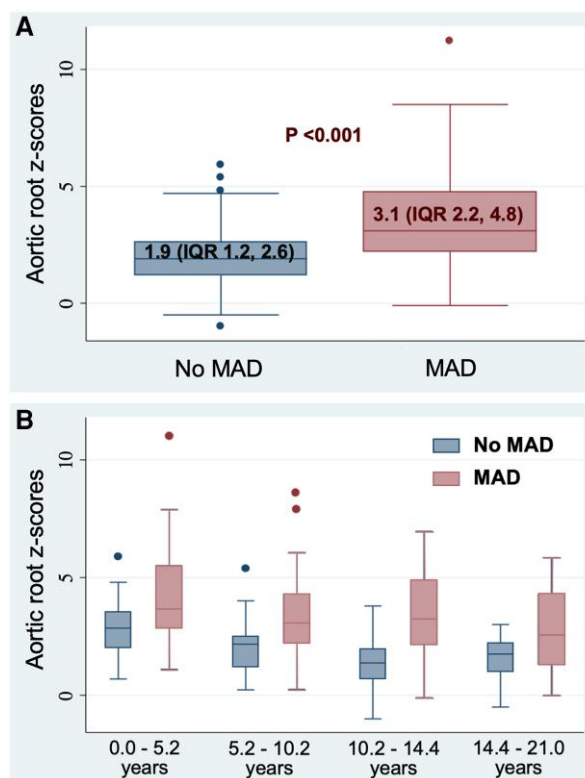 A
Aortic root z-scores
10
5
0
P <0.001
1.9 (IQR 1.2, 2.6)
3.1 (IQR 2.2, 4.8)
No MAD
MAD
B
Aortic root z-scores
10
5
0
No MAD
MAD
0.0 - 5.2
years
5.2 - 10.2
years
10.2 - 14.4
years
14.4 - 21.0
years